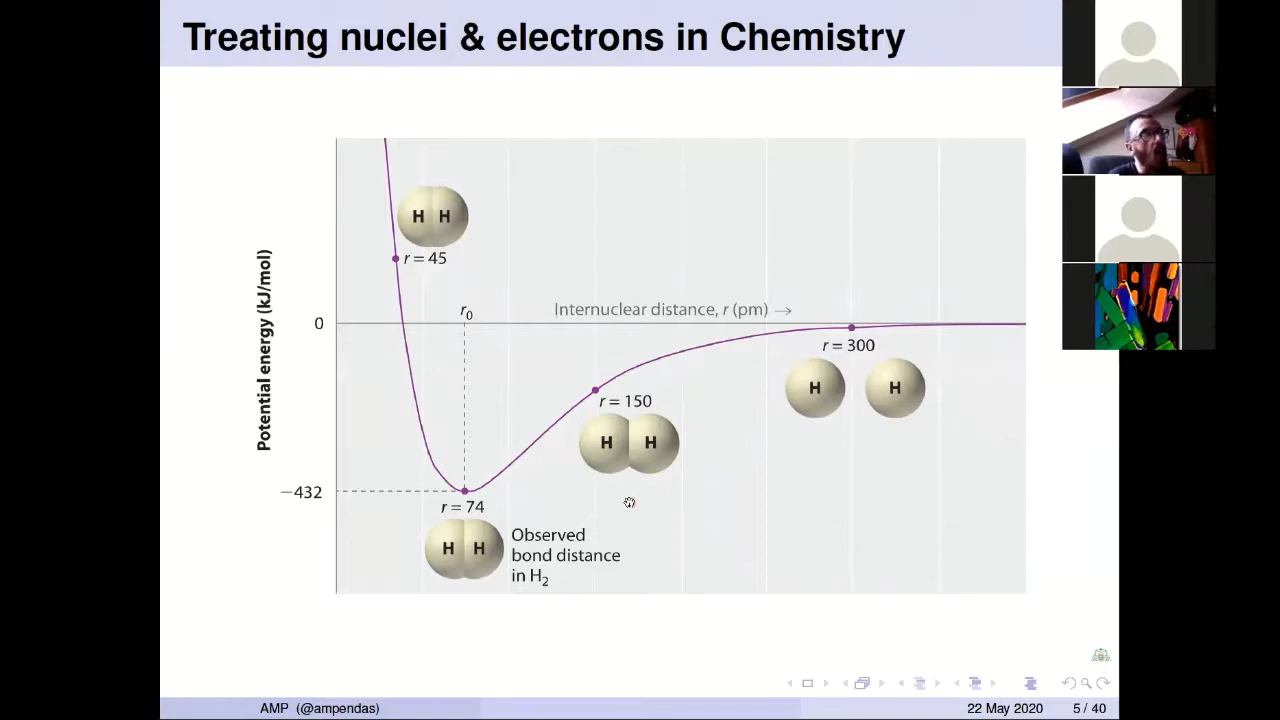 Treating nuclei & electrons in Chemistry
H H
r = 45
Potential energy (kJ/mol)
0
r0
Internuclear distance, r (pm) →
r = 300
H H
r = 150
H H
−432
r = 74
H H
Observed
bond distance
in H2
AMP (@ampendas)
22 May 2020
5 / 40